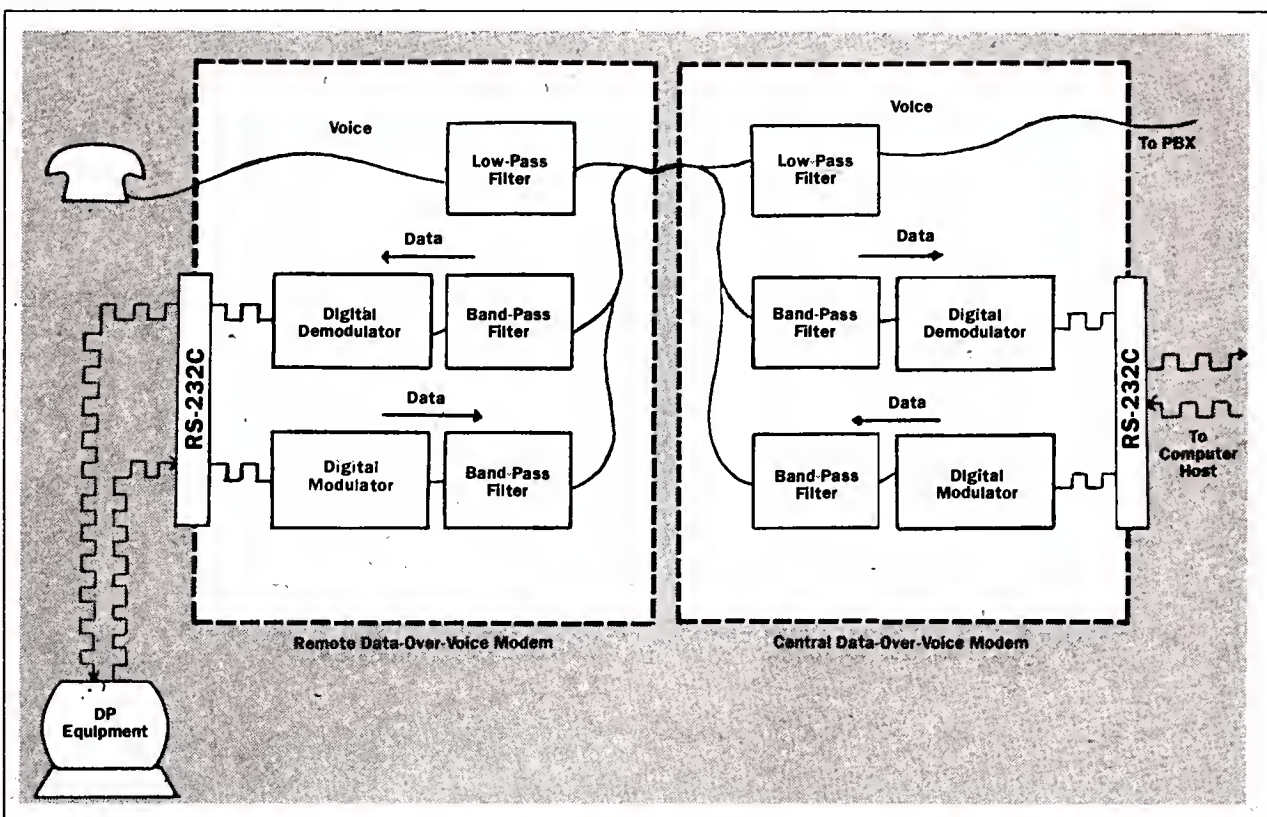 Voice
Low-Pass
Filter
Voice
Low-Pass
Filter
To PBX
Data
Data
RS-232C
Digital
Demodulator
Band-Pass
Filter
Band-Pass
Filter
Digital
Demodulator
RS-232C
Data
Data
Digital
Modulator
Band-Pass
Filter
Band-Pass
Filter
Digital
Modulator
To
Computer
Host
Remote Data-Over-Voice Modem
Central Data-Over-Voice Modem
DP
Equipment